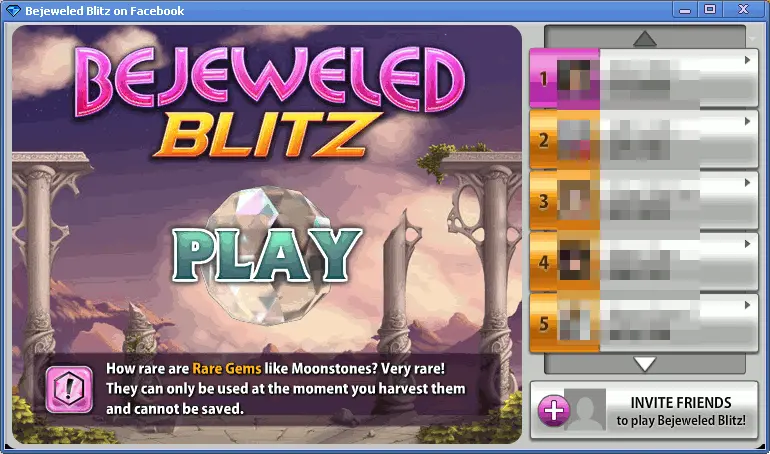 Bejeweled Blitz on Facebook
BEJEWELED
BLITZ
PLAY
How rare are Rare Gems like Moonstones? Very rare!
They can only be used at the moment you harvest them
and cannot be saved.
1
2
3
4
5
INVITE FRIENDS
to play Bejeweled Blitz!